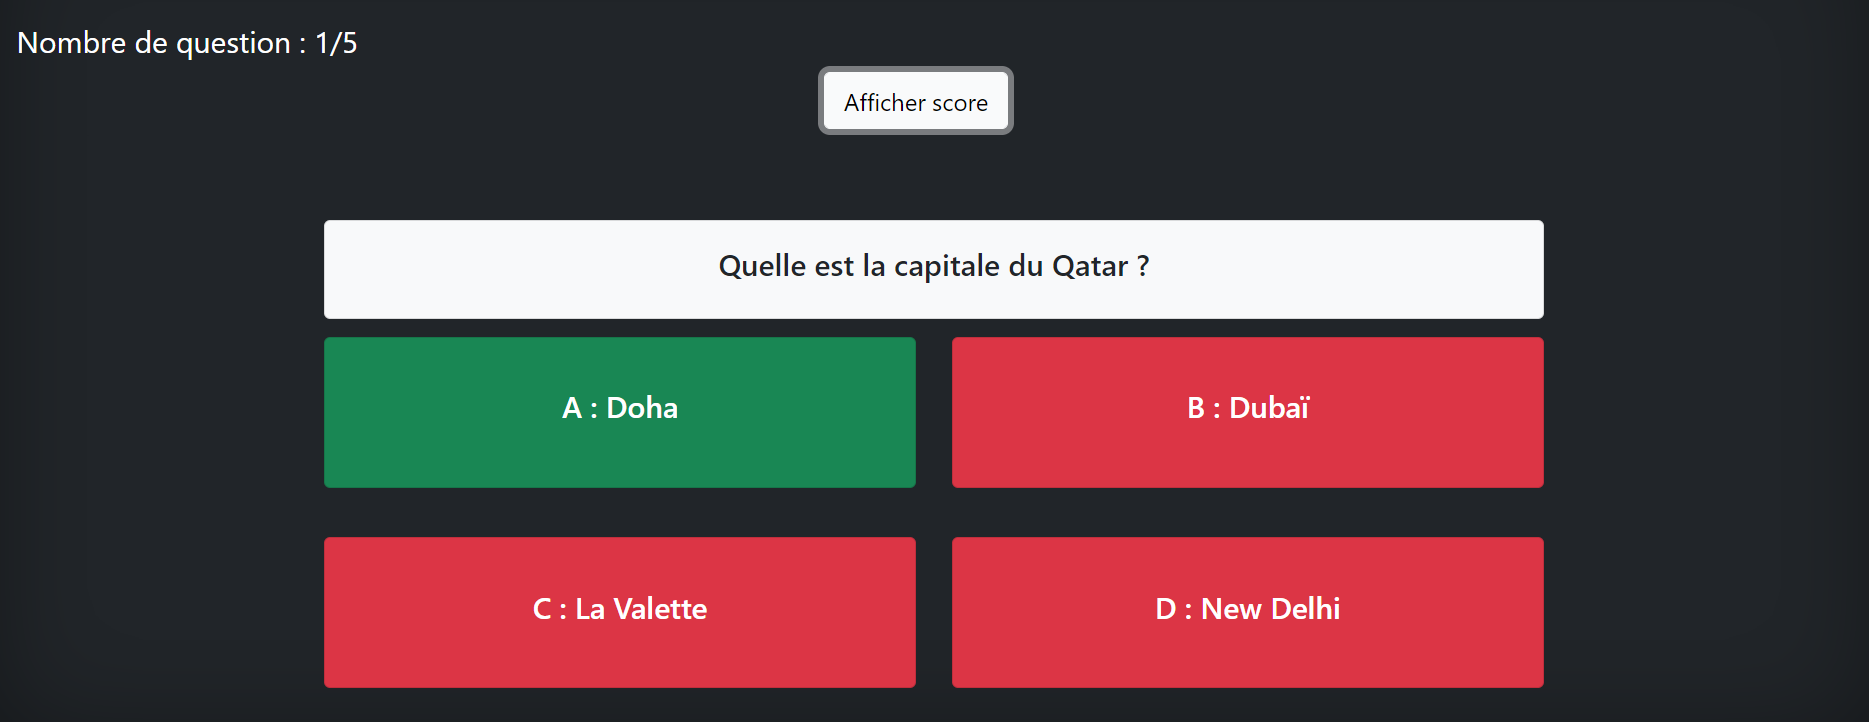 Nombre de question : 1/5
Afficher score
Quelle est la capitale du Qatar ?
A : Doha
B : Dubaï
C : La Valette
D : New Delhi